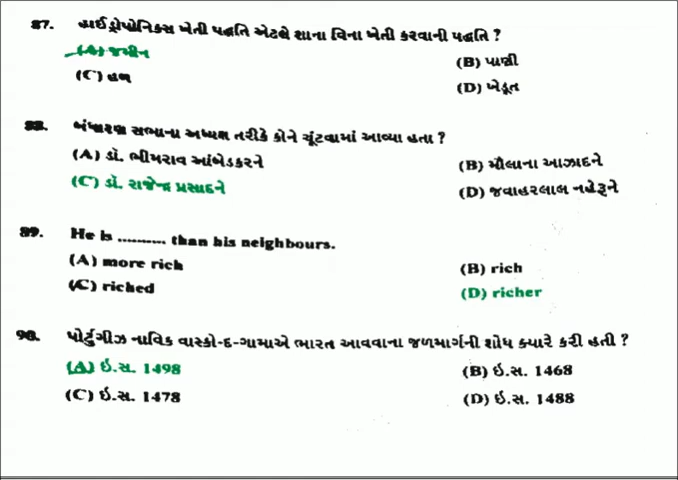 87. હાઈડ્રોપોનિક્સ ખેતી પદ્ધતિ એટલે શાના વિના ખેતી કરવાની પદ્ધતિ ?
(A) જમીન
(B) પાણી
(C) હળ
(D) ખેડૂત
88. બંધારણ સભાના અધ્યક્ષ તરીકે કોને ચૂંટવામાં આવ્યા હતા ?
(A) ડૉ. ભીમરાવ આંબેડકરને
(B) મૌલાના આઝાદને
(C) ડૉ. રાજેન્દ્ર પ્રસાદને
(D) જવાહરલાલ નહેરૂને
89. He is .......... than his neighbours.
(A) more rich
(B) rich
(C) riched
(D) richer
90. પોર્ટુગીઝ નાવિક વાસ્કો-દ-ગામાએ ભારત આવવાના જળમાર્ગની શોધ ક્યારે કરી હતી ?
(A) ઇ.સ. 1498
(B) ઇ.સ. 1468
(C) ઇ.સ. 1478
(D) ઇ.સ. 1488